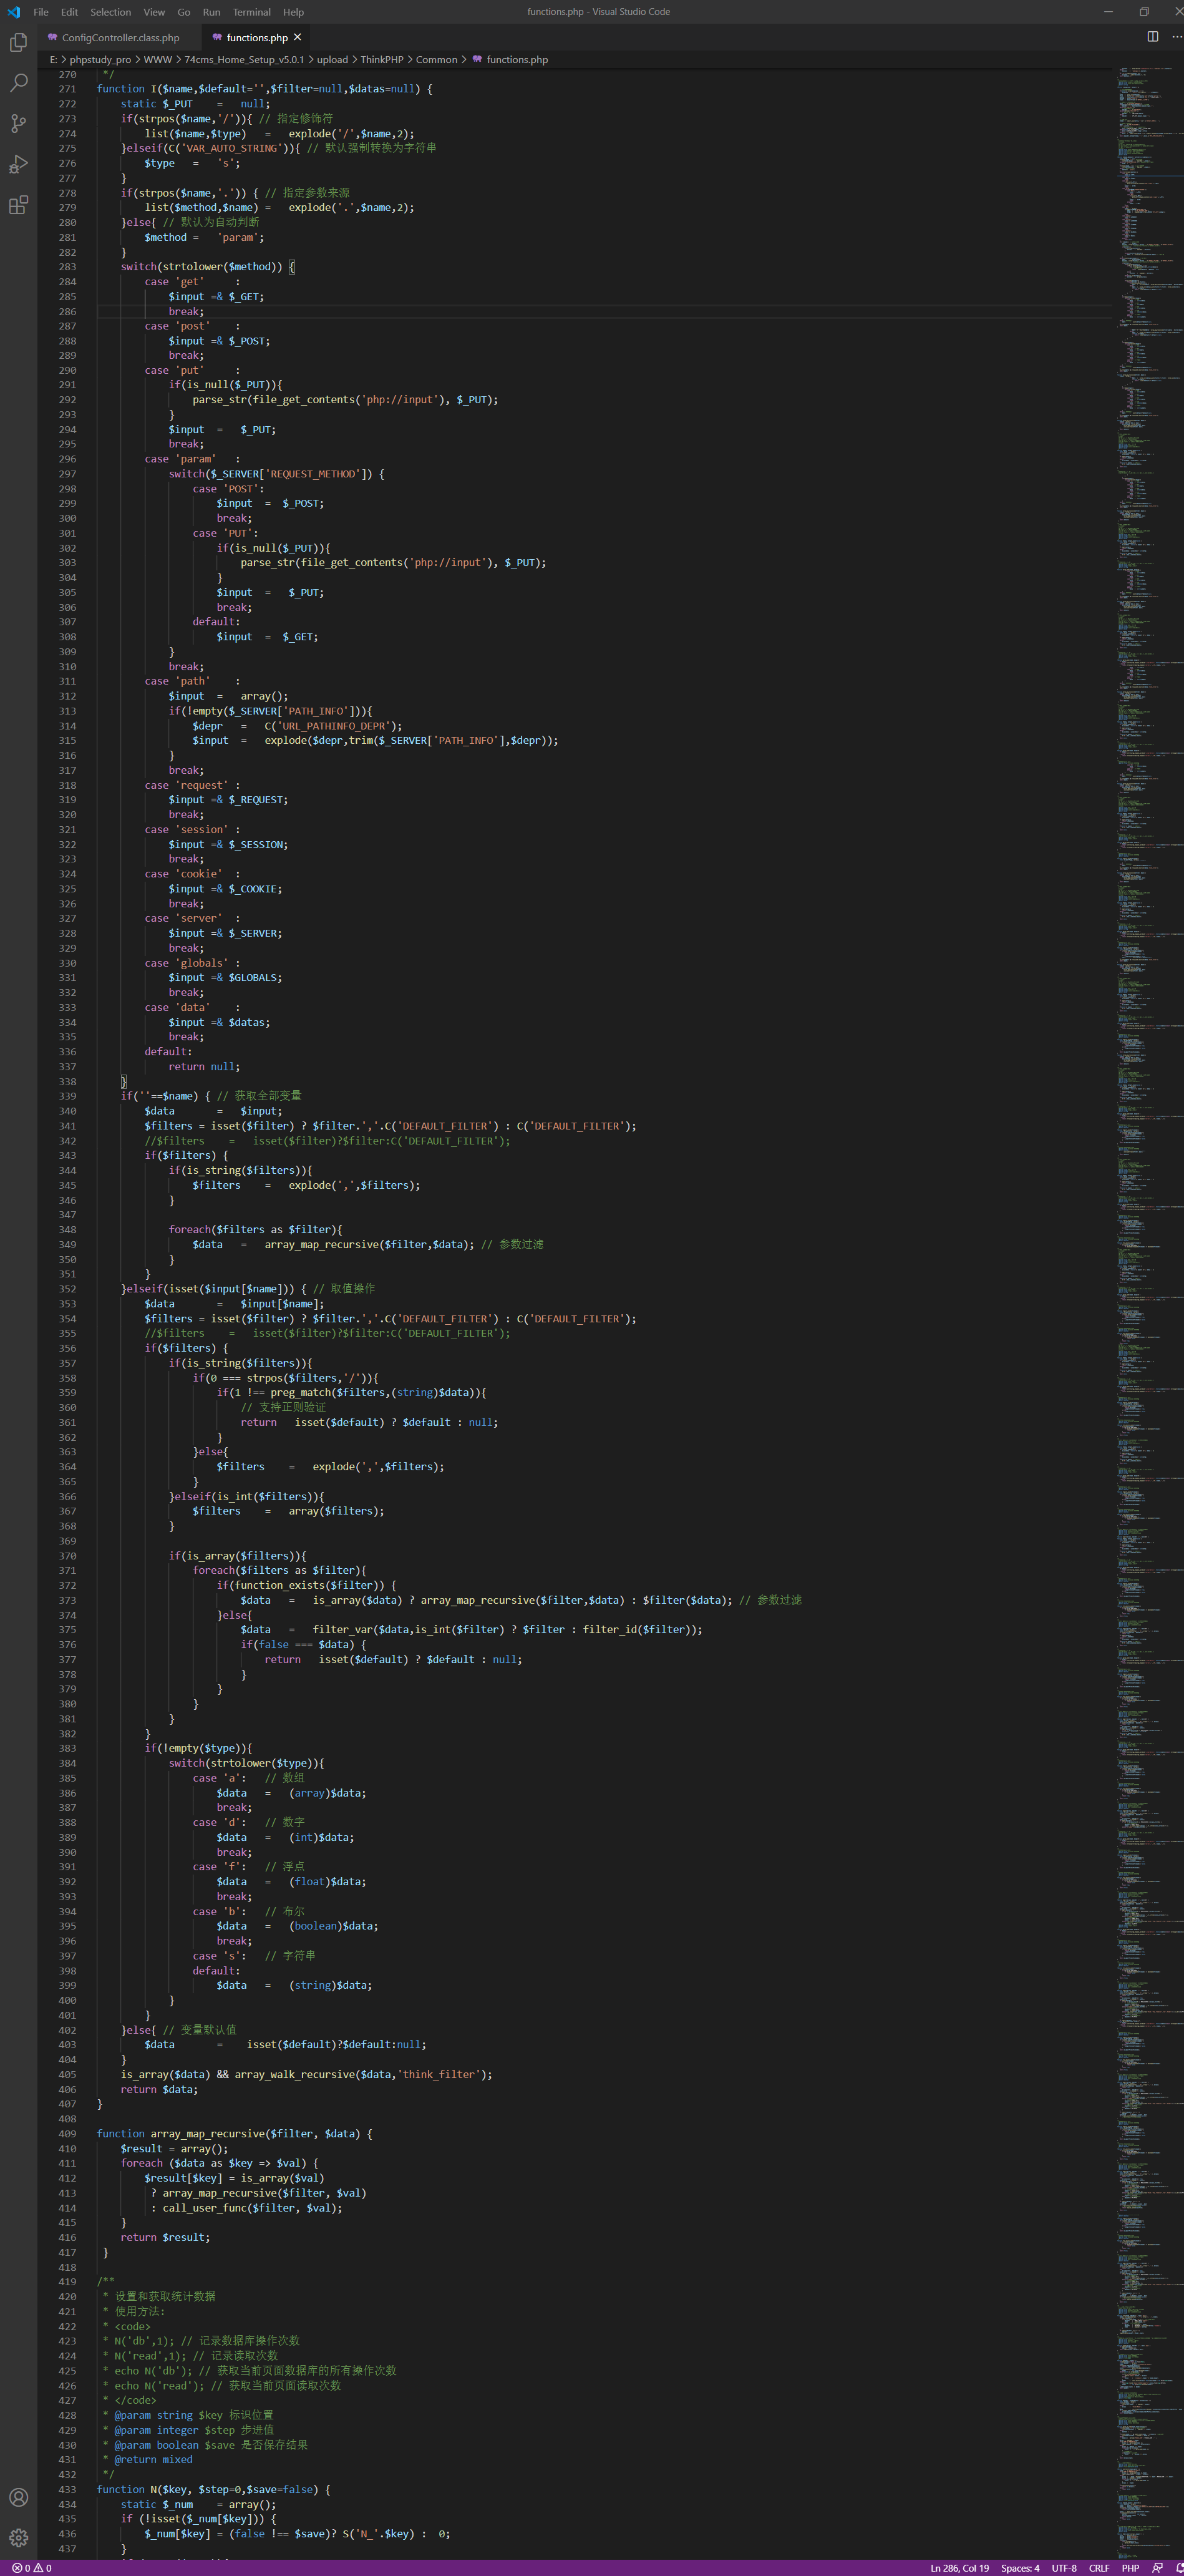 File Edit Selection View Go Run Terminal Help functions.php - Visual Studio Code
ConfigController.class.php functions.php
E: > phpstudy_pro > WWW > 74cms_Home_Setup_v5.0.1 > upload > ThinkPHP > Common > functions.php
270 */
271 function I($name,$default='',$filter=null,$datas=null) {
272 static $_PUT = null;
273 if(strpos($name,'/')){ // 指定修饰符
274 list($name,$type) = explode('/',$name,2);
275 }elseif(C('VAR_AUTO_STRING')){ // 默认强制转换为字符串
276 $type = 's';
277 }
278 if(strpos($name,'.')) { // 指定参数来源
279 list($method,$name) = explode('.',$name,2);
280 }else{ // 默认为自动判断
281 $method = 'param';
282 }
283 switch(strtolower($method)) {
284 case 'get' :
285 $input =& $_GET;
286 break;
287 case 'post' :
288 $input =& $_POST;
289 break;
290 case 'put' :
291 if(is_null($_PUT)){
292 parse_str(file_get_contents('php://input'), $_PUT);
293 }
294 $input = $_PUT;
295 break;
296 case 'param' :
297 switch($_SERVER['REQUEST_METHOD']) {
298 case 'POST':
299 $input = $_POST;
300 break;
301 case 'PUT':
302 if(is_null($_PUT)){
303 parse_str(file_get_contents('php://input'), $_PUT);
304 }
305 $input = $_PUT;
306 break;
307 default:
308 $input = $_GET;
309 }
310 break;
311 case 'path' :
312 $input = array();
313 if(!empty($_SERVER['PATH_INFO'])){
314 $depr = C('URL_PATHINFO_DEPR');
315 $input = explode($depr,trim($_SERVER['PATH_INFO'],$depr));
316 }
317 break;
318 case 'request' :
319 $input =& $_REQUEST;
320 break;
321 case 'session' :
322 $input =& $_SESSION;
323 break;
324 case 'cookie' :
325 $input =& $_COOKIE;
326 break;
327 case 'server' :
328 $input =& $_SERVER;
329 break;
330 case 'globals' :
331 $input =& $GLOBALS;
332 break;
333 case 'data' :
334 $input =& $datas;
335 break;
336 default:
337 return null;
338 }
339 if(''==$name) { // 获取全部变量
340 $data = $input;
341 $filters = isset($filter) ? $filter.','.C('DEFAULT_FILTER') : C('DEFAULT_FILTER');
342 //$filters = isset($filter)?$filter:C('DEFAULT_FILTER');
343 if($filters) {
344 if(is_string($filters)){
345 $filters = explode(',',$filters);
346 }
347
348 foreach($filters as $filter){
349 $data = array_map_recursive($filter,$data); // 参数过滤
350 }
351 }
352 }elseif(isset($input[$name])) { // 取值操作
353 $data = $input[$name];
354 $filters = isset($filter) ? $filter.','.C('DEFAULT_FILTER') : C('DEFAULT_FILTER');
355 //$filters = isset($filter)?$filter:C('DEFAULT_FILTER');
356 if($filters) {
357 if(is_string($filters)){
358 if(0 === strpos($filters,'/')){
359 if(1 !== preg_match($filters,(string)$data)){
360 // 支持正则验证
361 return isset($default) ? $default : null;
362 }
363 }else{
364 $filters = explode(',',$filters);
365 }
366 }elseif(is_int($filters)){
367 $filters = array($filters);
368 }
369
370 if(is_array($filters)){
371 foreach($filters as $filter){
372 if(function_exists($filter)) {
373 $data = is_array($data) ? array_map_recursive($filter,$data) : $filter($data); // 参数过滤
374 }else{
375 $data = filter_var($data,is_int($filter) ? $filter : filter_id($filter));
376 if(false === $data) {
377 return isset($default) ? $default : null;
378 }
379 }
380 }
381 }
382 }
383 if(!empty($type)){
384 switch(strtolower($type)){
385 case 'a': // 数组
386 $data = (array)$data;
387 break;
388 case 'd': // 数字
389 $data = (int)$data;
390 break;
391 case 'f': // 浮点
392 $data = (float)$data;
393 break;
394 case 'b': // 布尔
395 $data = (boolean)$data;
396 break;
397 case 's': // 字符串
398 default:
399 $data = (string)$data;
400 }
401 }
402 }else{ // 变量默认值
403 $data = isset($default)?$default:null;
404 }
405 is_array($data) && array_walk_recursive($data,'think_filter');
406 return $data;
407 }
408
409 function array_map_recursive($filter, $data) {
410 $result = array();
411 foreach ($data as $key => $val) {
412 $result[$key] = is_array($val)
413 ? array_map_recursive($filter, $val)
414 : call_user_func($filter, $val);
415 }
416 return $result;
417 }
418
419 /**
420 * 设置和获取统计数据
421 * 使用方法:
422 * <code>
423 * N('db',1); // 记录数据库操作次数
424 * N('read',1); // 记录读取次数
425 * echo N('db'); // 获取当前页面数据库的所有操作次数
426 * echo N('read'); // 获取当前页面读取次数
427 * </code>
428 * @param string $key 标识位置
429 * @param integer $step 步进值
430 * @param boolean $save 是否保存结果
431 * @return mixed
432 */
433 function N($key, $step=0,$save=false) {
434 static $_num = array();
435 if (!isset($_num[$key])) {
436 $_num[$key] = (false !== $save)? S('N_'.$key) : 0;
437 }
0 0 Ln 286, Col 19 Spaces: 4 UTF-8 CRLF PHP